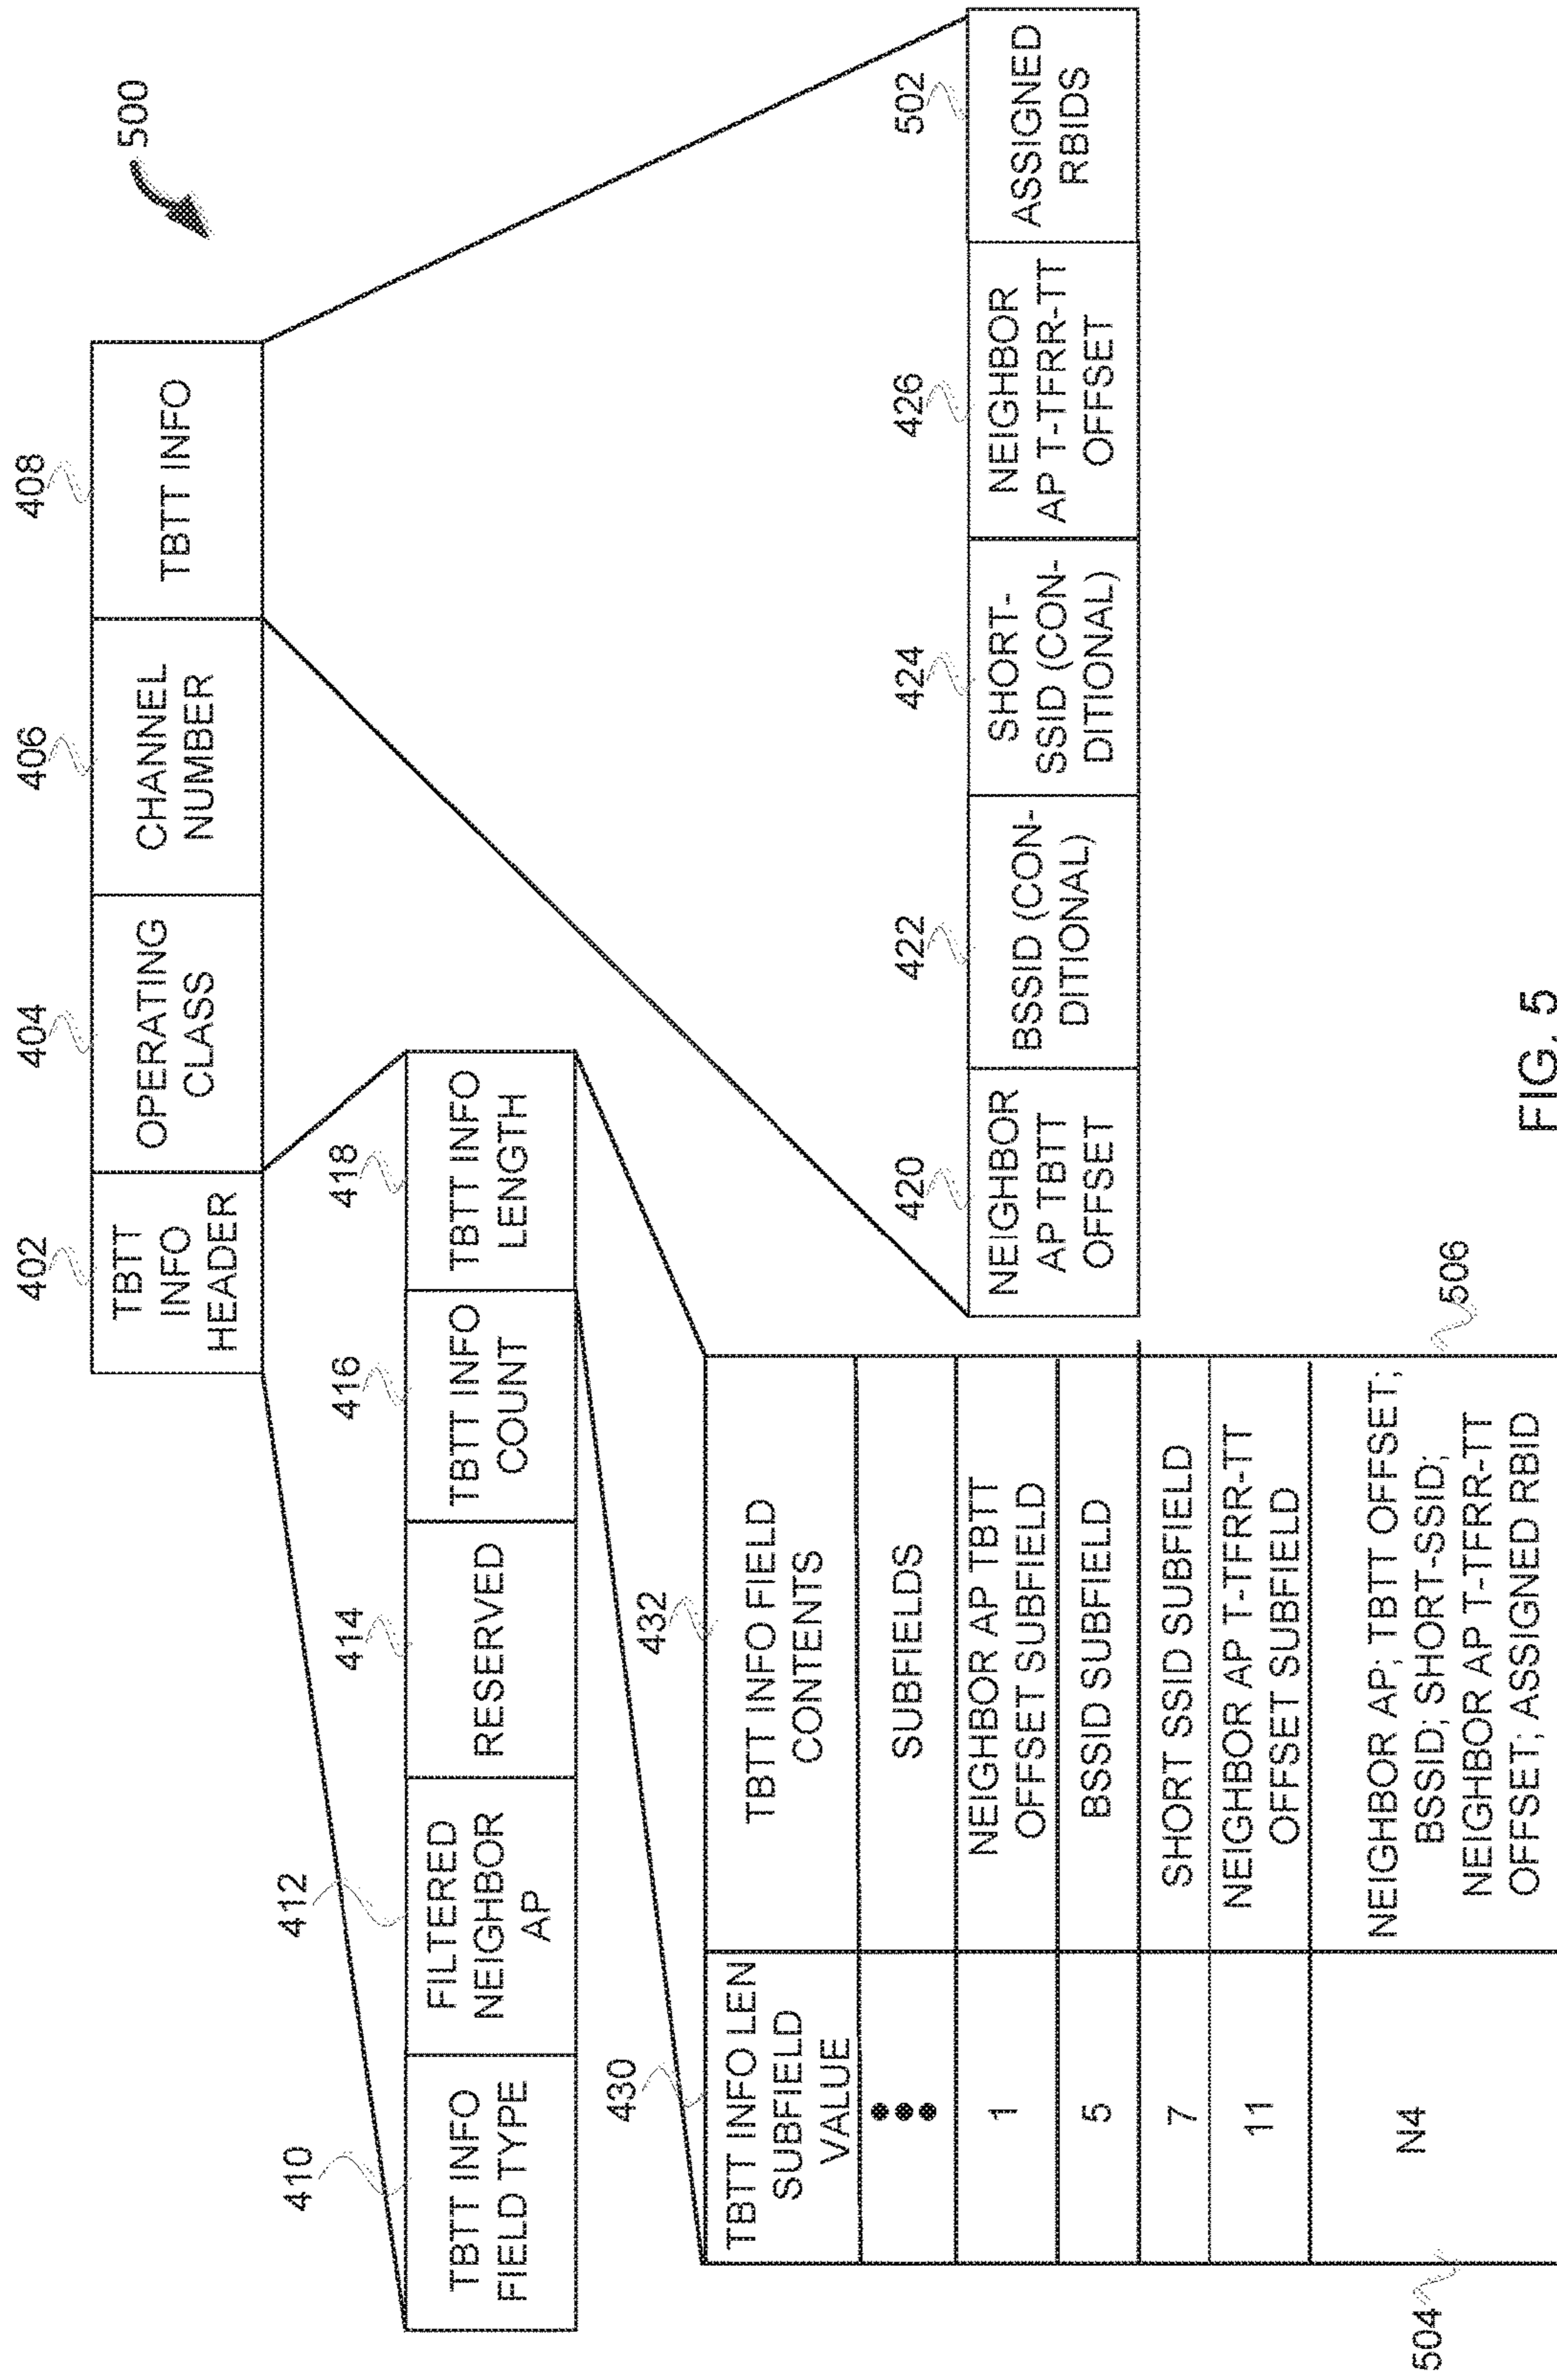 500
402
404
406
408
TBTT
INFO
HEADER
OPERATING
CLASS
CHANNEL
NUMBER
TBTT INFO
410
412
414
416
418
TBTT INFO
FIELD TYPE
FILTERED
NEIGHBOR
AP
RESERVED
TBTT INFO
COUNT
TBTT INFO
LENGTH
430
432
TBTT INFO LEN
SUBFIELD
VALUE
TBTT INFO FIELD
CONTENTS
SUBFIELDS
1
NEIGHBOR AP TBTT
OFFSET SUBFIELD
5
BSSID SUBFIELD
7
SHORT SSID SUBFIELD
11
NEIGHBOR AP T-TFRR-TT
OFFSET SUBFIELD
N4
NEIGHBOR AP; TBTT OFFSET;
BSSID; SHORT-SSID;
NEIGHBOR AP T-TFRR-TT
OFFSET; ASSIGNED RBID
504
506
420
422
424
426
502
NEIGHBOR
AP TBTT
OFFSET
BSSID (CON-
DITIONAL)
SHORT-
SSID (CON-
DITIONAL)
NEIGHBOR
AP T-TFRR-TT
OFFSET
ASSIGNED
RBIDS
FIG. 5